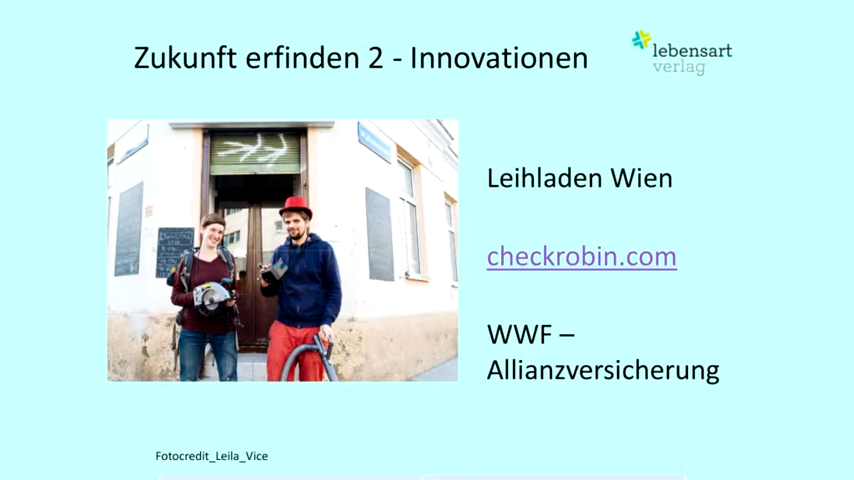 Zukunft erfinden 2 - Innovationen
lebensart
verlag
Leihladen Wien
checkrobin.com
WWF –
Allianzversicherung
Fotocredit_Leila_Vice